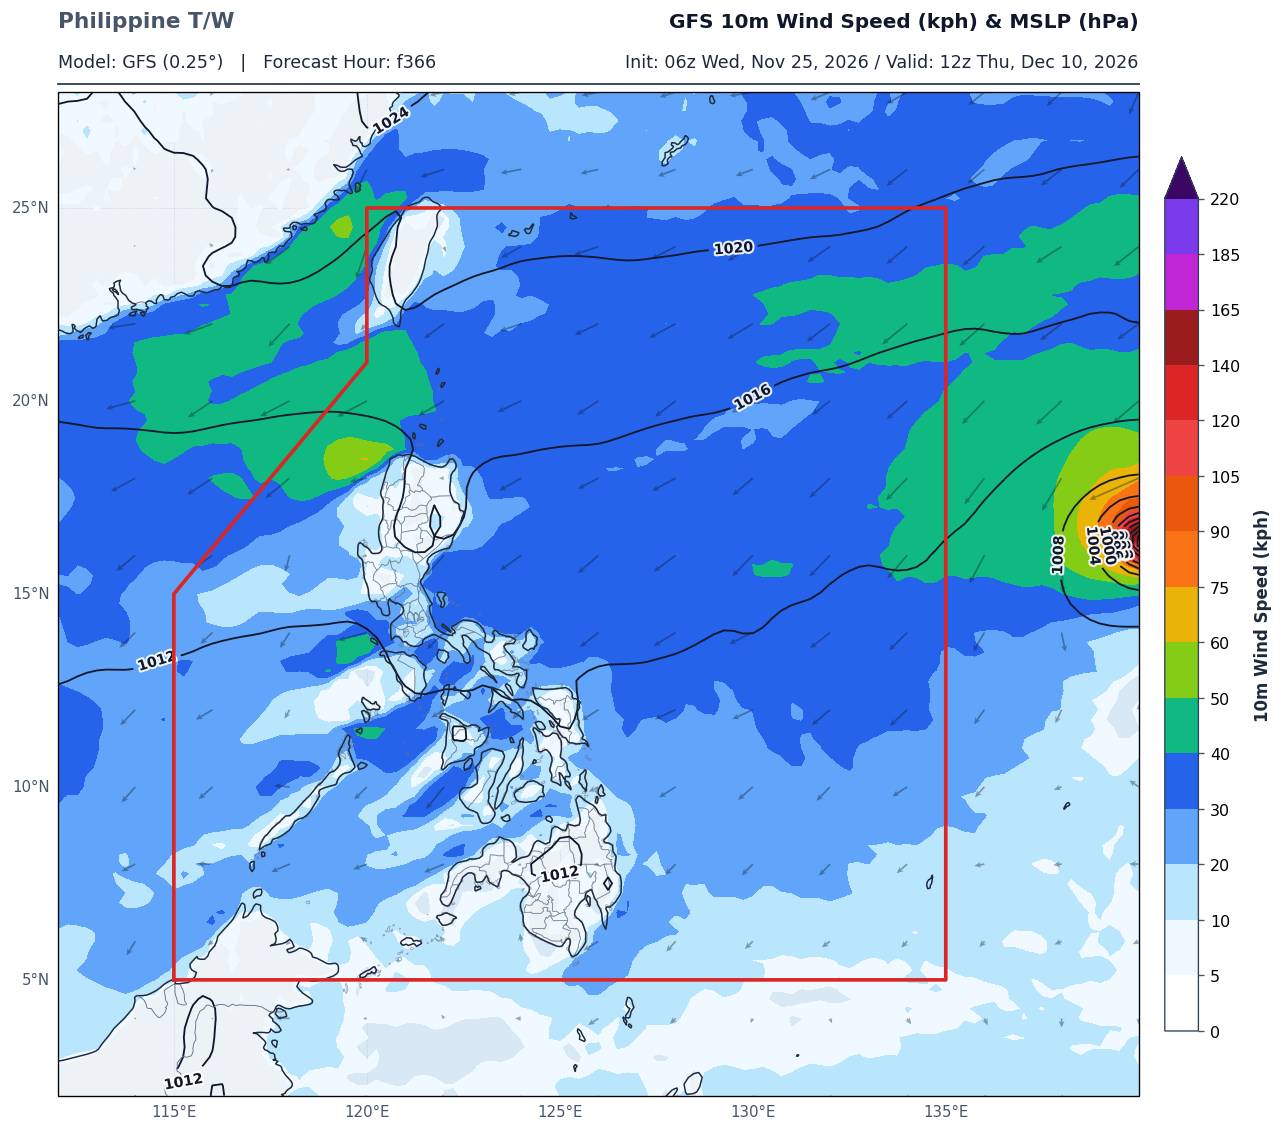 Philippine T/W
GFS 10m Wind Speed (kph) & MSLP (hPa)
Model: GFS (0.25°) | Forecast Hour: f366
Init: 06z Wed, Nov 25, 2026 / Valid: 12z Thu, Dec 10, 2026
1024
1020
1016
1012
1012
1012
1008
1004
1000
25°N
20°N
15°N
10°N
5°N
115°E
120°E
125°E
130°E
135°E
220
185
165
140
120
105
90
75
60
50
40
30
20
10
5
0
10m Wind Speed (kph)